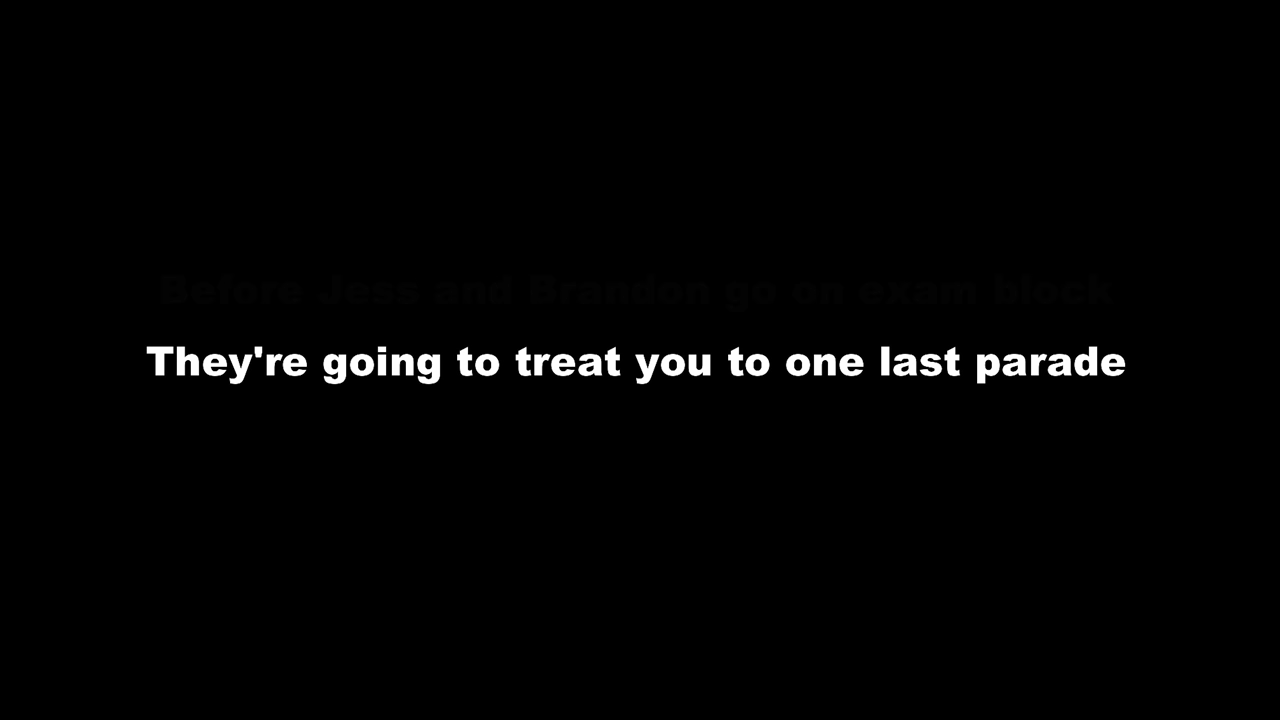 Before Jess and Brandon go on exam block
They're going to treat you to one last parade